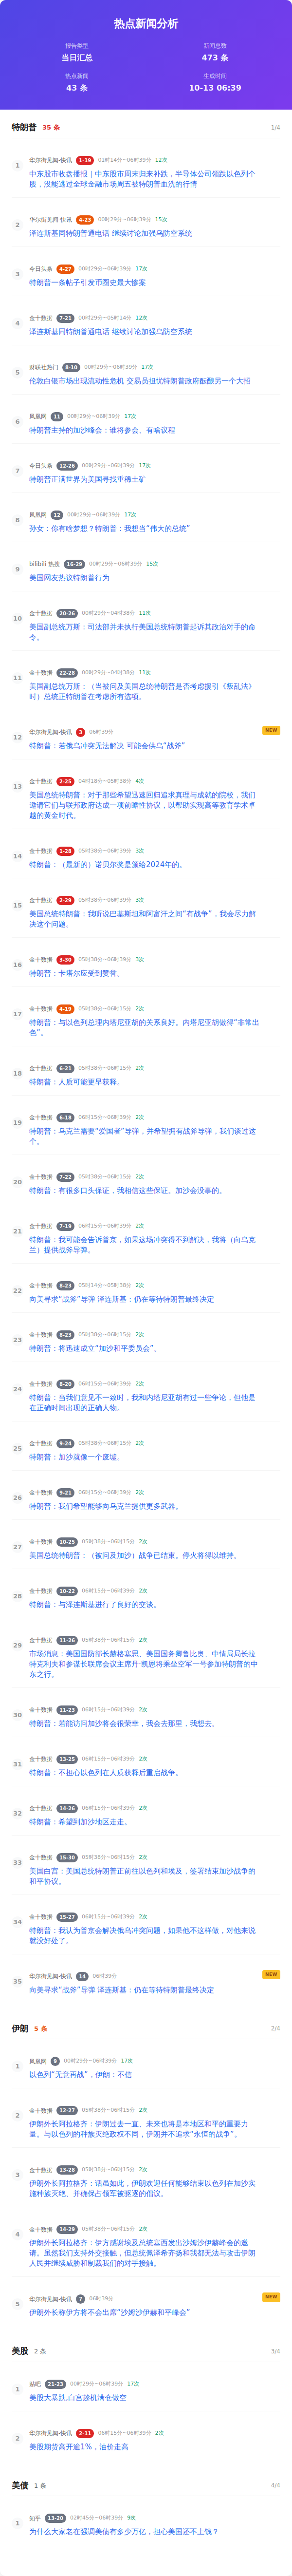 热点新闻分析
报告类型
新闻总数
当日汇总
473 条
热点新闻
生成时间
43 条
10-13 06:39
特朗普 35 条 1/4
1
华尔街见闻-快讯 1-19 01时14分~06时39分 12次
中东股市收盘播报｜中东股市周末归来补跌，半导体公司领跌以色列个
股，没能逃过全球金融市场周五被特朗普血洗的行情
2
华尔街见闻-快讯 4-23 00时29分~06时39分 15次
泽连斯基同特朗普通电话 继续讨论加强乌防空系统
3
今日头条 4-27 00时29分~06时39分 17次
特朗普一条帖子引发币圈史最大惨案
4
金十数据 7-21 00时29分~05时14分 12次
泽连斯基同特朗普通电话 继续讨论加强乌防空系统
5
财联社热门 8-10 00时29分~06时39分 17次
伦敦白银市场出现流动性危机 交易员担忧特朗普政府酝酿另一个大招
6
凤凰网 11 00时29分~06时39分 17次
特朗普主持的加沙峰会：谁将参会、有啥议程
7
今日头条 12-26 00时29分~06时39分 17次
特朗普正满世界为美国寻找重稀土矿
8
凤凰网 12 00时29分~06时39分 17次
孙女：你有啥梦想？特朗普：我想当“伟大的总统”
9
bilibili 热搜 16-29 00时29分~06时39分 15次
美国网友热议特朗普行为
10
金十数据 20-26 00时29分~04时38分 11次
美国副总统万斯：司法部并未执行美国总统特朗普起诉其政治对手的命
令。
11
金十数据 22-28 00时29分~04时38分 11次
美国副总统万斯：（当被问及美国总统特朗普是否考虑援引《叛乱法》
时）总统正特朗普在考虑所有选项。
12
华尔街见闻-快讯 3 06时39分 NEW
特朗普：若俄乌冲突无法解决 可能会供乌“战斧”
13
金十数据 2-25 04时18分~05时38分 4次
美国总统特朗普：对于那些希望迅速回归追求真理与成就的院校，我们
邀请它们与联邦政府达成一项前瞻性协议，以帮助实现高等教育学术卓
越的黄金时代。
14
金十数据 1-28 05时38分~06时39分 3次
特朗普：（最新的）诺贝尔奖是颁给2024年的。
15
金十数据 2-29 05时38分~06时39分 3次
美国总统特朗普：我听说巴基斯坦和阿富汗之间“有战争”，我会尽力解
决这个问题。
16
金十数据 3-30 05时38分~06时39分 3次
特朗普：卡塔尔应受到赞誉。
17
金十数据 4-19 05时38分~06时15分 2次
特朗普：与以色列总理内塔尼亚胡的关系良好。内塔尼亚胡做得“非常出
色”。
18
金十数据 6-21 05时38分~06时15分 2次
特朗普：人质可能更早获释。
19
金十数据 6-18 06时15分~06时39分 2次
特朗普：乌克兰需要“爱国者”导弹，并希望拥有战斧导弹，我们谈过这
个。
20
金十数据 7-22 05时38分~06时15分 2次
特朗普：有很多口头保证，我相信这些保证。加沙会没事的。
21
金十数据 7-19 06时15分~06时39分 2次
特朗普：我可能会告诉普京，如果这场冲突得不到解决，我将（向乌克
兰）提供战斧导弹。
22
金十数据 8-23 05时14分~05时38分 2次
向美寻求“战斧”导弹 泽连斯基：仍在等待特朗普最终决定
23
金十数据 8-23 05时38分~06时15分 2次
特朗普：将迅速成立“加沙和平委员会”。
24
金十数据 8-20 06时15分~06时39分 2次
特朗普：当我们意见不一致时，我和内塔尼亚胡有过一些争论，但他是
在正确时间出现的正确人物。
25
金十数据 9-24 05时38分~06时15分 2次
特朗普：加沙就像一个废墟。
26
金十数据 9-21 06时15分~06时39分 2次
特朗普：我们希望能够向乌克兰提供更多武器。
27
金十数据 10-25 05时38分~06时15分 2次
美国总统特朗普：（被问及加沙）战争已结束。停火将得以维持。
28
金十数据 10-22 06时15分~06时39分 2次
特朗普：与泽连斯基进行了良好的交谈。
29
金十数据 11-26 05时38分~06时15分 2次
市场消息：美国国防部长赫格塞思、美国国务卿鲁比奥、中情局局长拉
特克利夫和参谋长联席会议主席丹·凯恩将乘坐空军一号参加特朗普的中
东之行。
30
金十数据 11-23 06时15分~06时39分 2次
特朗普：若能访问加沙将会很荣幸，我会去那里，我想去。
31
金十数据 13-25 06时15分~06时39分 2次
特朗普：不担心以色列在人质获释后重启战争。
32
金十数据 14-26 06时15分~06时39分 2次
特朗普：希望到加沙地区走走。
33
金十数据 15-30 05时38分~06时15分 2次
美国白宫：美国总统特朗普正前往以色列和埃及，签署结束加沙战争的
和平协议。
34
金十数据 15-27 06时15分~06时39分 2次
特朗普：我认为普京会解决俄乌冲突问题，如果他不这样做，对他来说
就没好处了。
35
华尔街见闻-快讯 14 06时39分 NEW
向美寻求“战斧”导弹 泽连斯基：仍在等待特朗普最终决定
伊朗 5 条 2/4
1
凤凰网 9 00时29分~06时39分 17次
以色列“无意再战”，伊朗：不信
2
金十数据 12-27 05时38分~06时15分 2次
伊朗外长阿拉格齐：伊朗过去一直、未来也将是本地区和平的重要力
量。与以色列的种族灭绝政权不同，伊朗并不追求“永恒的战争”。
3
金十数据 13-28 05时38分~06时15分 2次
伊朗外长阿拉格齐：话虽如此，伊朗欢迎任何能够结束以色列在加沙实
施种族灭绝、并确保占领军被驱逐的倡议。
4
金十数据 14-29 05时38分~06时15分 2次
伊朗外长阿拉格齐：伊方感谢埃及总统塞西发出沙姆沙伊赫峰会的邀
请。虽然我们支持外交接触，但总统佩泽希齐扬和我都无法与攻击伊朗
人民并继续威胁和制裁我们的对手接触。
5
华尔街见闻-快讯 7 06时39分 NEW
伊朗外长称伊方将不会出席“沙姆沙伊赫和平峰会”
美股 2 条 3/4
1
贴吧 21-23 00时29分~06时39分 17次
美股大暴跌,白宫趁机满仓做空
2
华尔街见闻-快讯 2-11 06时15分~06时39分 2次
美股期货高开逾1%，油价走高
美债 1 条 4/4
1
知乎 13-20 02时45分~06时39分 9次
为什么大家老在强调美债有多少万亿，担心美国还不上钱？